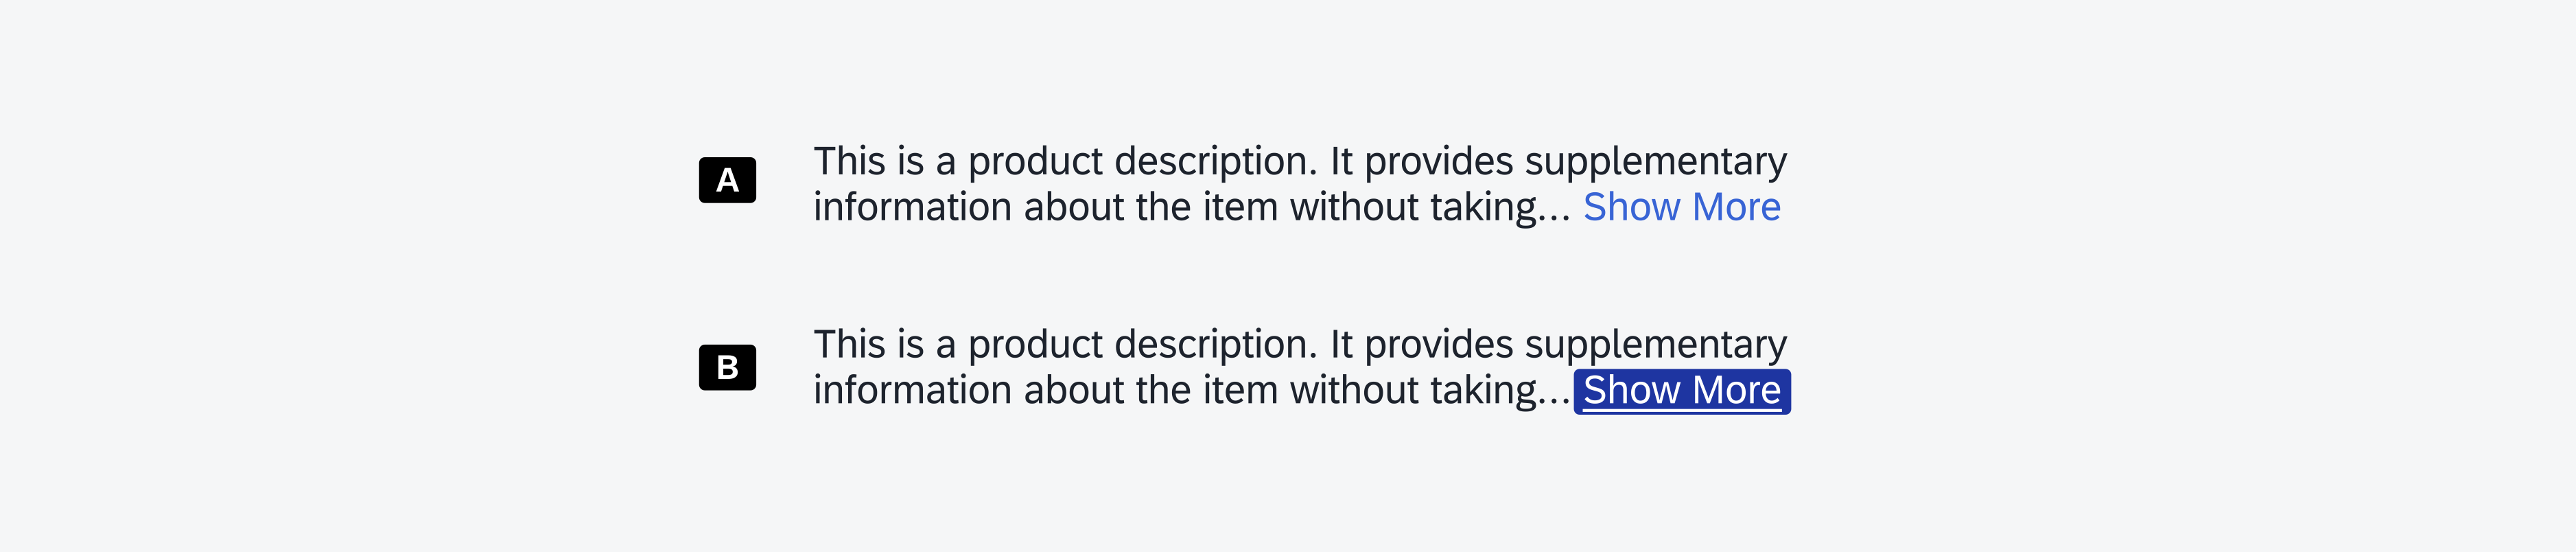 A
This is a product description. It provides supplementary
information about the item without taking... Show More
B
This is a product description. It provides supplementary
information about the item without taking... Show More